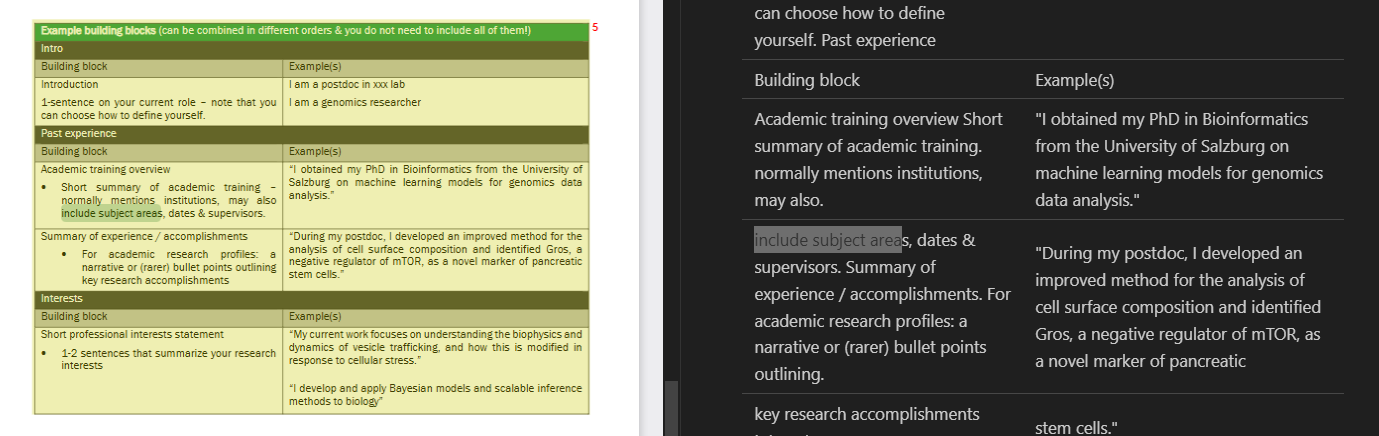 Example building blocks (can be combined in different orders & you do not need to include all of them!)
5
Intro
Building block
Example(s)
Introduction
1-sentence on your current role – note that you
can choose how to define yourself.
I am a postdoc in xxx lab
I am a genomics researcher
Past experience
Building block
Example(s)
Academic training overview
• Short summary of academic training –
normally mentions institutions, may also
include subject areas, dates & supervisors.
“I obtained my PhD in Bioinformatics from the University of
Salzburg on machine learning models for genomics data
analysis.”
Summary of experience / accomplishments
• For academic research profiles: a
narrative or (rarer) bullet points outlining
key research accomplishments
“During my postdoc, I developed an improved method for the
analysis of cell surface composition and identified Gros, a
negative regulator of mTOR, as a novel marker of pancreatic
stem cells.”
Interests
Building block
Example(s)
Short professional interests statement
• 1-2 sentences that summarize your research
interests
“My current work focuses on understanding the biophysics and
dynamics of vesicle trafficking, and how this is modified in
response to cellular stress.”
“I develop and apply Bayesian models and scalable inference
methods to biology”
can choose how to define
yourself. Past experience
Building block
Example(s)
Academic training overview Short
summary of academic training.
normally mentions institutions,
may also.
"I obtained my PhD in Bioinformatics
from the University of Salzburg on
machine learning models for genomics
data analysis."
include subject areas, dates &
supervisors. Summary of
experience / accomplishments. For
academic research profiles: a
narrative or (rarer) bullet points
outlining.
"During my postdoc, I developed an
improved method for the analysis of
cell surface composition and identified
Gros, a negative regulator of mTOR, as
a novel marker of pancreatic
key research accomplishments
stem cells."